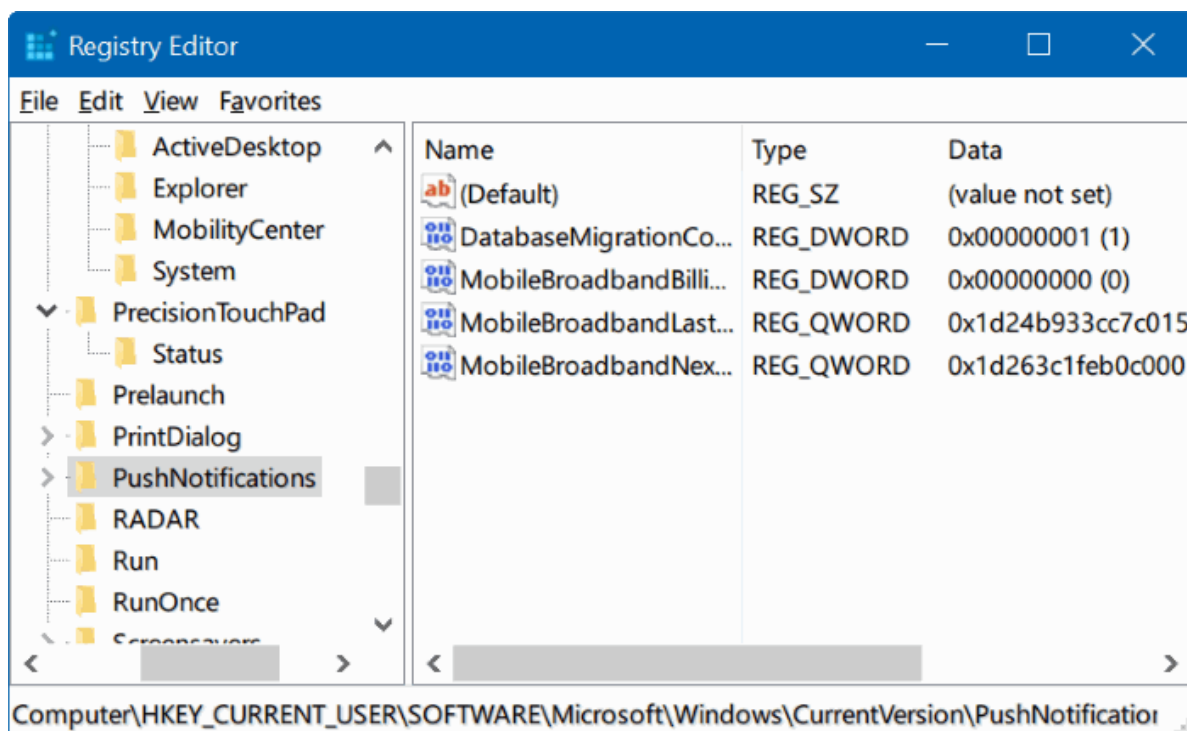 Registry Editor
File Edit View Favorites
ActiveDesktop
Explorer
MobilityCenter
System
PrecisionTouchPad
Status
Prelaunch
PrintDialog
PushNotifications
RADAR
Run
RunOnce
Screensavers
Name Type Data
(Default) REG_SZ (value not set)
DatabaseMigrationCo... REG_DWORD 0x00000001 (1)
MobileBroadbandBilli... REG_DWORD 0x00000000 (0)
MobileBroadbandLast... REG_QWORD 0x1d24b933cc7c015
MobileBroadbandNex... REG_QWORD 0x1d263c1feb0c000
Computer\HKEY_CURRENT_USER\SOFTWARE\Microsoft\Windows\CurrentVersion\PushNotification